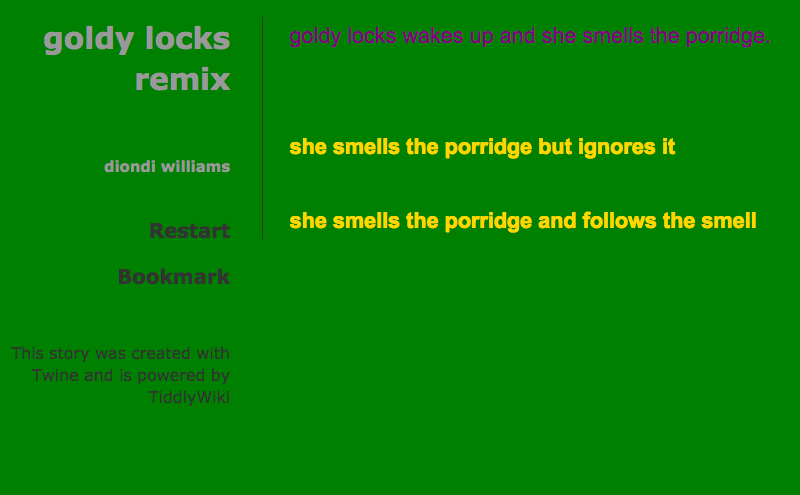 goldy locks
remix
diondi williams
Restart
Bookmark
This story was created with
Twine and is powered by
TiddlyWiki
goldy locks wakes up and she smells the porridge.
she smells the porridge but ignores it
she smells the porridge and follows the smell